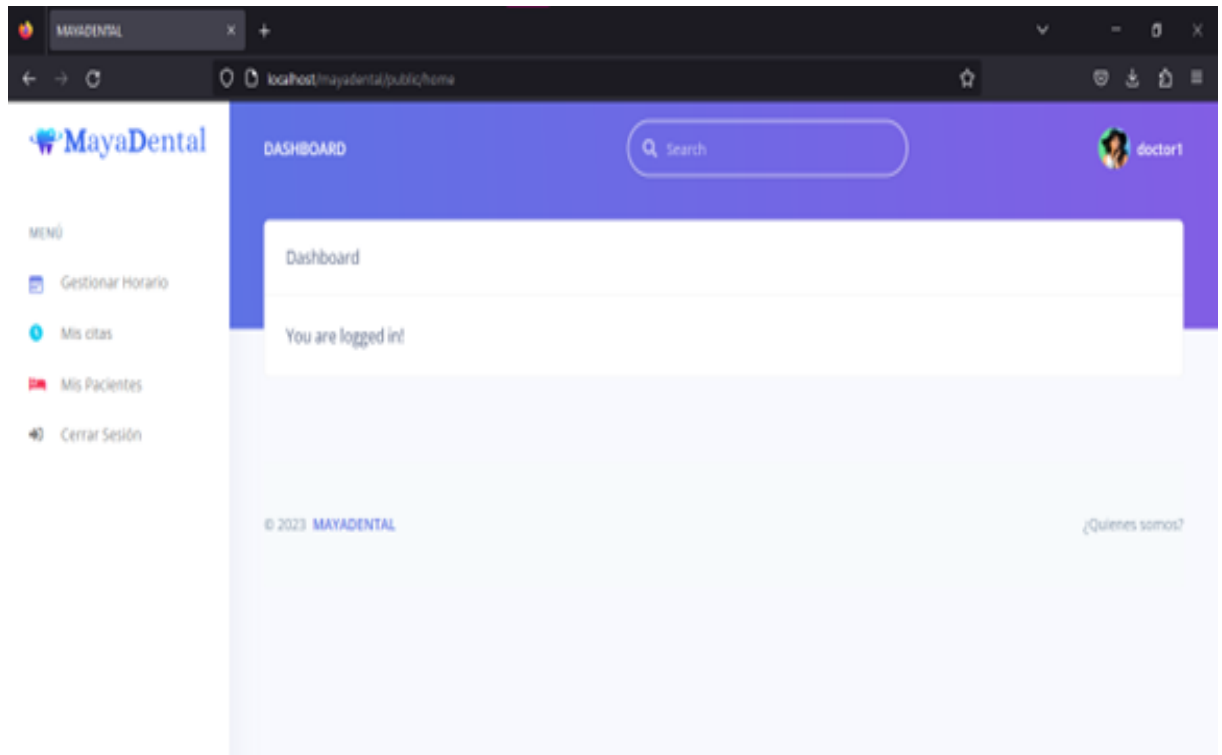 MAYADENTAL
localhost/mayadental/public/home
MayaDental
DASHBOARD
Search
doctor1
MENÚ
Gestionar Horario
Mis citas
Mis Pacientes
Cerrar Sesión
Dashboard
You are logged in!
© 2023 MAYADENTAL
¿Quienes somos?